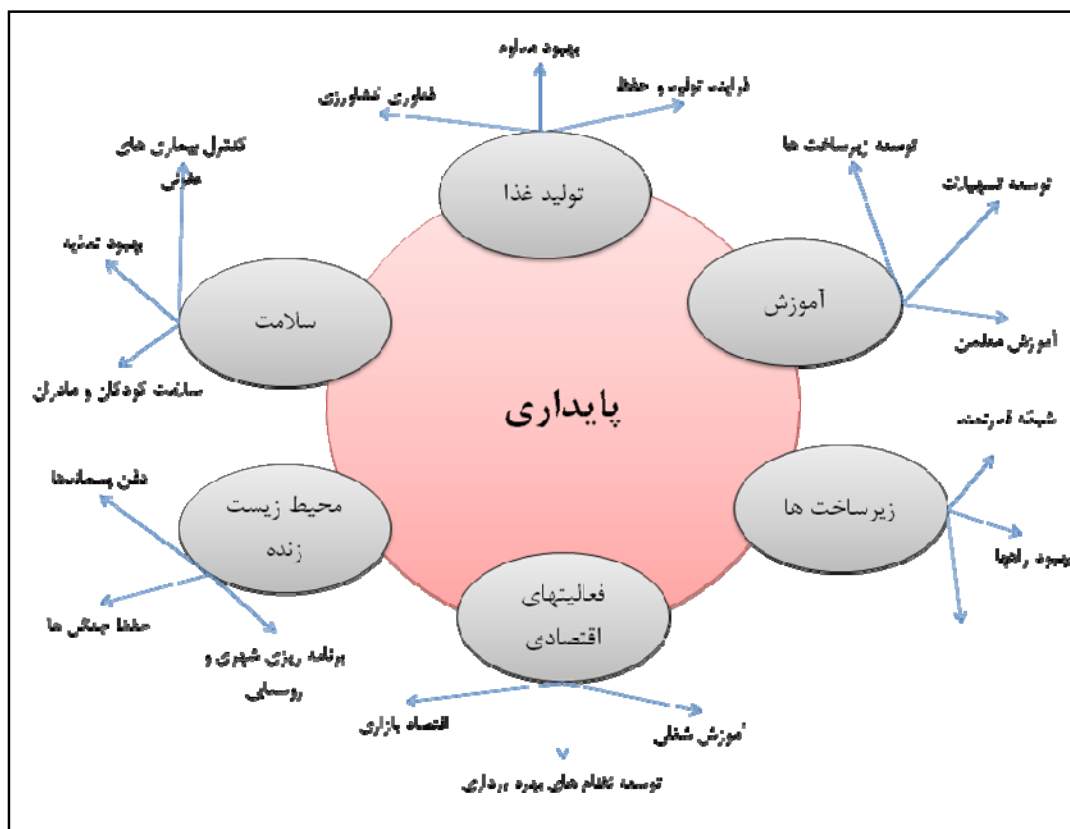 بهبود
فرایند تولید و حفظ
فناوری کشاورزی
تولید غذا
توسعه زیرساخت ها
توسعه تسهیلات
آموزش
آموزش معلمن
شبکه قدرتمند
زیرساخت ها
بهبود راهها
کنترل بیماری های
عفونی
بهبود تغذیه
سلامت
سلامت کودکان و مادران
پایداری
دفن پسماندها
محیط زیست
زنده
حفظ جنگل ها
برنامه ریزی شهری و
روستایی
فعالیتهای
اقتصادی
اقتصاد بازاری
آموزش شغلی
توسعه نظام های بهره برداری